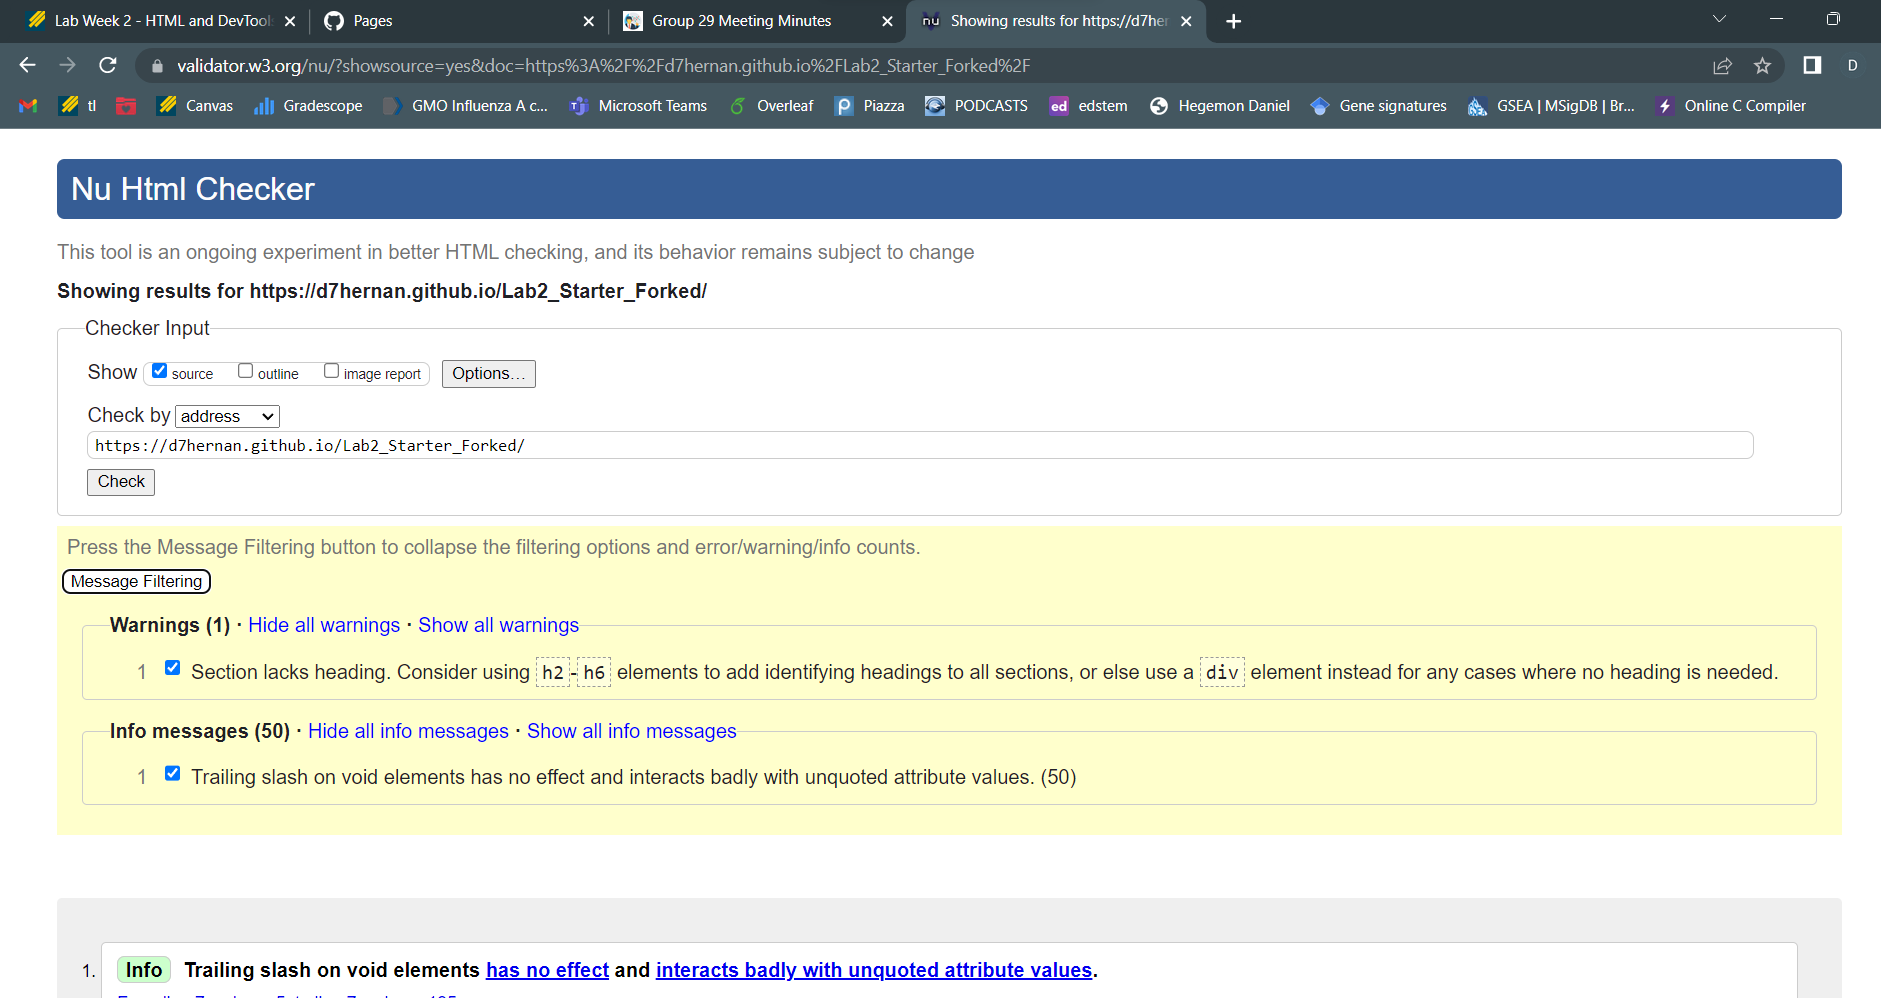 Lab Week 2 - HTML and DevTools
Pages
Group 29 Meeting Minutes
Showing results for https://d7her
validator.w3.org/nu/?showsource=yes&doc=https%3A%2F%2Fd7hernan.github.io%2FLab2_Starter_Forked%2F
D
tl
Canvas
Gradescope
GMO Influenza A c...
Microsoft Teams
Overleaf
Piazza
PODCASTS
ed edstem
Hegemon Daniel
Gene signatures
GSEA | MSigDB | Br...
Online C Compiler
Nu Html Checker
This tool is an ongoing experiment in better HTML checking, and its behavior remains subject to change
Showing results for https://d7hernan.github.io/Lab2_Starter_Forked/
Checker Input
Show source outline image report Options...
Check by address
https://d7hernan.github.io/Lab2_Starter_Forked/
Check
Press the Message Filtering button to collapse the filtering options and error/warning/info counts.
Message Filtering
Warnings (1) · Hide all warnings · Show all warnings
1 Section lacks heading. Consider using h2-h6 elements to add identifying headings to all sections, or else use a div element instead for any cases where no heading is needed.
Info messages (50) · Hide all info messages · Show all info messages
1 Trailing slash on void elements has no effect and interacts badly with unquoted attribute values. (50)
1. Info Trailing slash on void elements has no effect and interacts badly with unquoted attribute values.